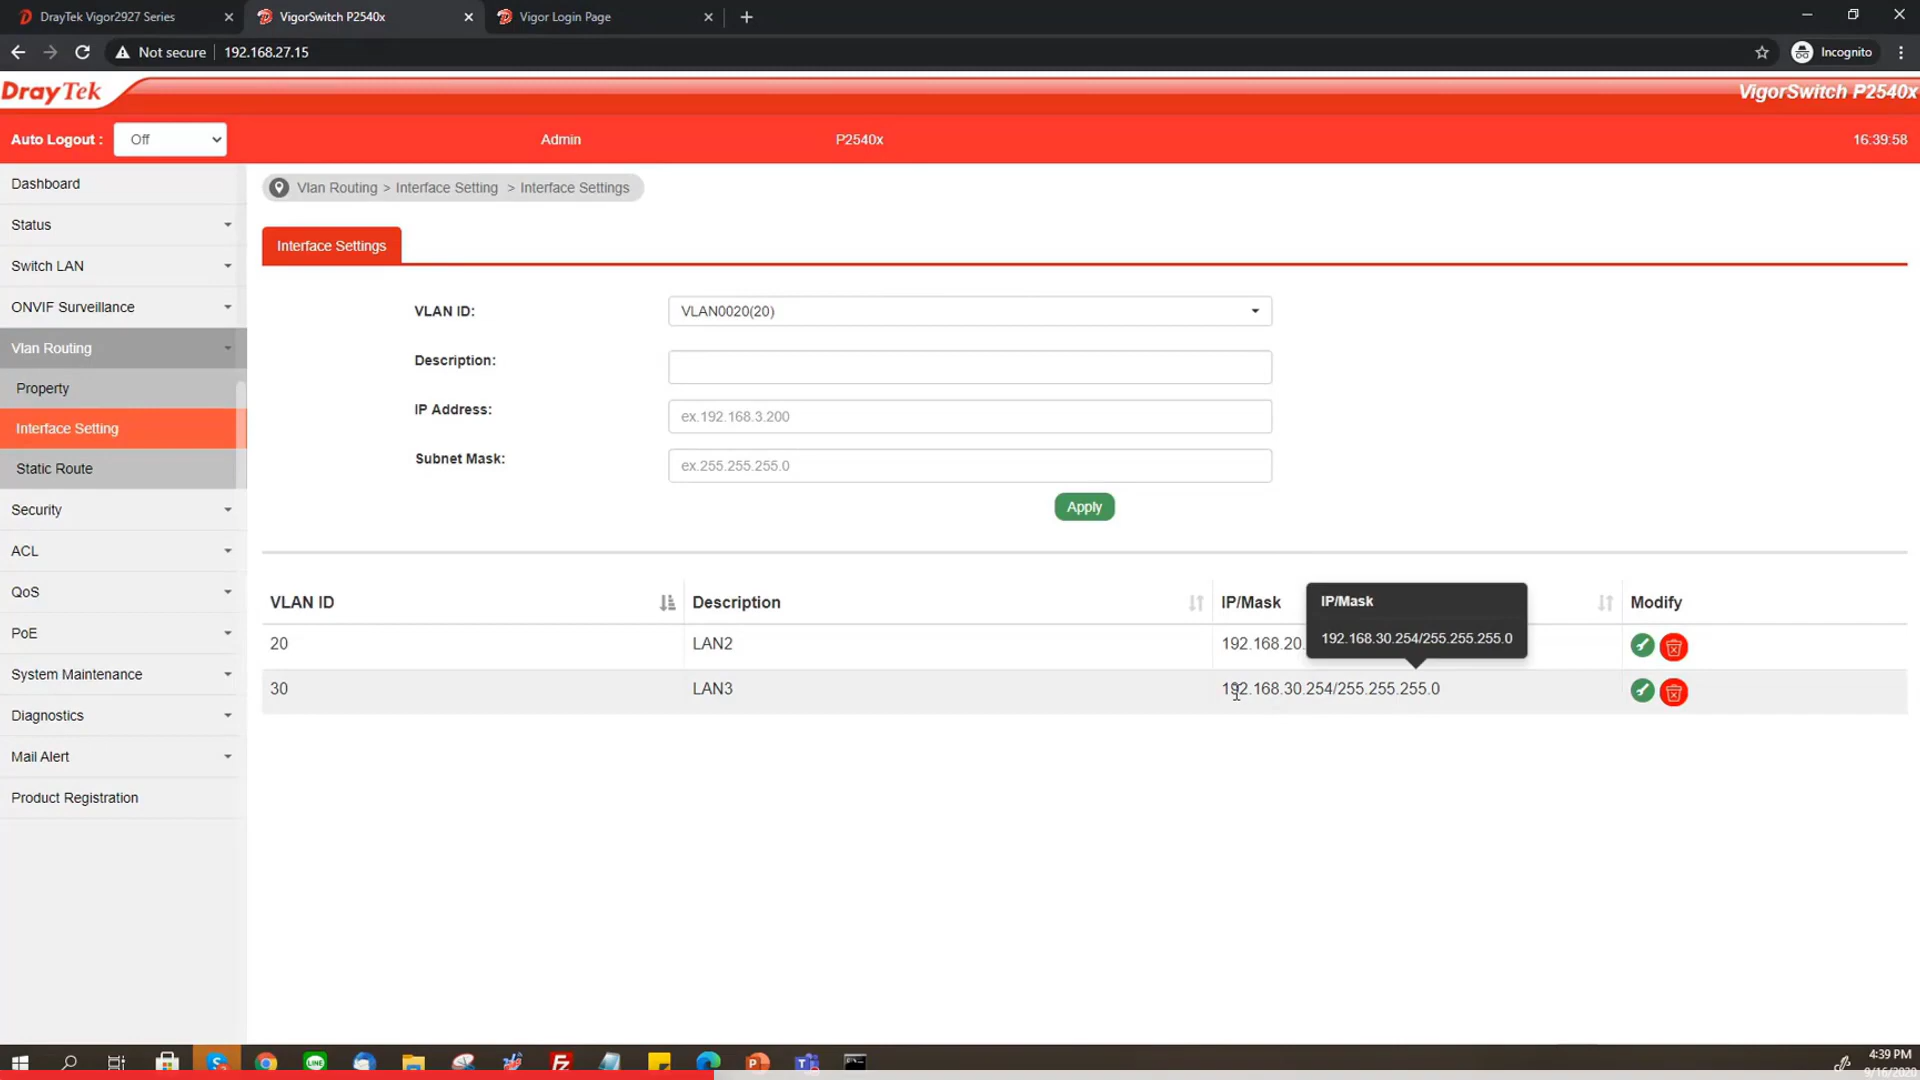 DrayTek Vigor2927 Series
VigorSwitch P2540x
Vigor Login Page
Not secure
192.168.27.15
Incognito
DrayTek
VigorSwitch P2540x
Auto Logout :
Off
Admin
P2540x
16:39:58
Dashboard
Status
Switch LAN
ONVIF Surveillance
Vlan Routing
Property
Interface Setting
Static Route
Security
ACL
QoS
PoE
System Maintenance
Diagnostics
Mail Alert
Product Registration
Vlan Routing > Interface Setting > Interface Settings
Interface Settings
VLAN ID:
VLAN0020(20)
Description:
IP Address:
ex.192.168.3.200
Subnet Mask:
ex.255.255.255.0
Apply
VLAN ID
Description
IP/Mask
Modify
IP/Mask
192.168.30.254/255.255.255.0
20
LAN2
192.168.20.
30
LAN3
192.168.30.254/255.255.255.0
4:39 PM
9/16/2020